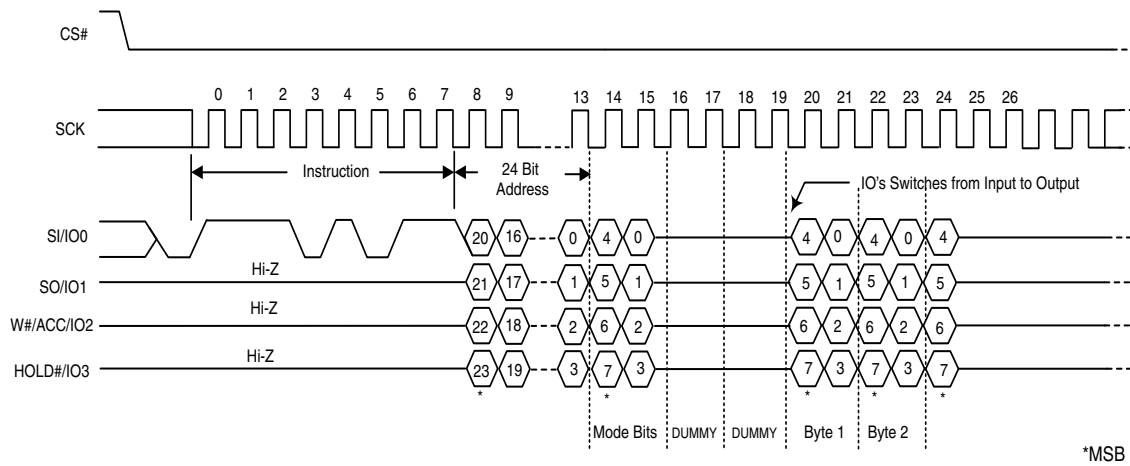 CS#
0 1 2 3 4 5 6 7 8 9 13 14 15 16 17 18 19 20 21 22 23 24 25 26
SCK
Instruction
24 Bit
Address
IO's Switches from Input to Output
SI/IO0
20 16 0 4 0 4 0 4 0 4
Hi-Z
SO/IO1
21 17 1 5 1 5 1 5 1 5
Hi-Z
W#/ACC/IO2
22 18 2 6 2 6 2 6 2 6
Hi-Z
HOLD#/IO3
23 19 3 7 3 7 3 7 3 7
* * * * *
Mode Bits DUMMY DUMMY Byte 1 Byte 2
*MSB